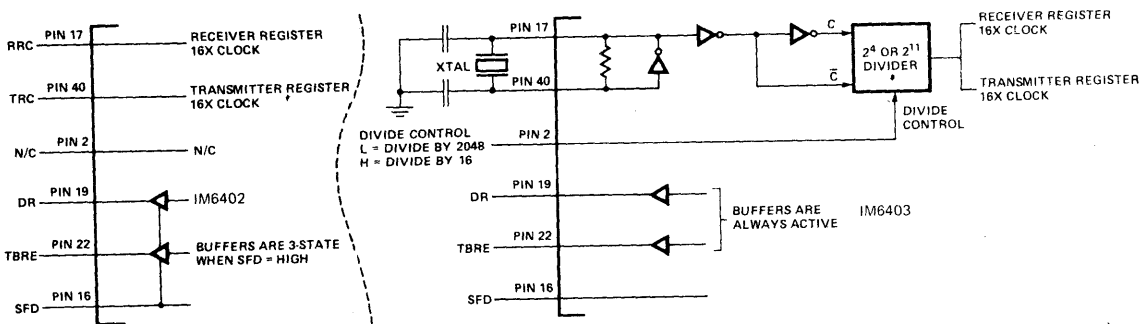 RRC PIN 17 RECEIVER REGISTER
16X CLOCK
TRC PIN 40 TRANSMITTER REGISTER
16X CLOCK
N/C PIN 2 N/C
DR PIN 19 IM6402
TBRE PIN 22 BUFFERS ARE 3-STATE
WHEN SFD = HIGH
SFD PIN 16
PIN 17
XTAL
PIN 40
C
C̅
2⁴ OR 2¹¹
DIVIDER
RECEIVER REGISTER
16X CLOCK
TRANSMITTER REGISTER
16X CLOCK
DIVIDE
CONTROL
DIVIDE CONTROL
L = DIVIDE BY 2048
H = DIVIDE BY 16
PIN 2
DR PIN 19
BUFFERS ARE
ALWAYS ACTIVE
IM6403
TBRE PIN 22
SFD PIN 16